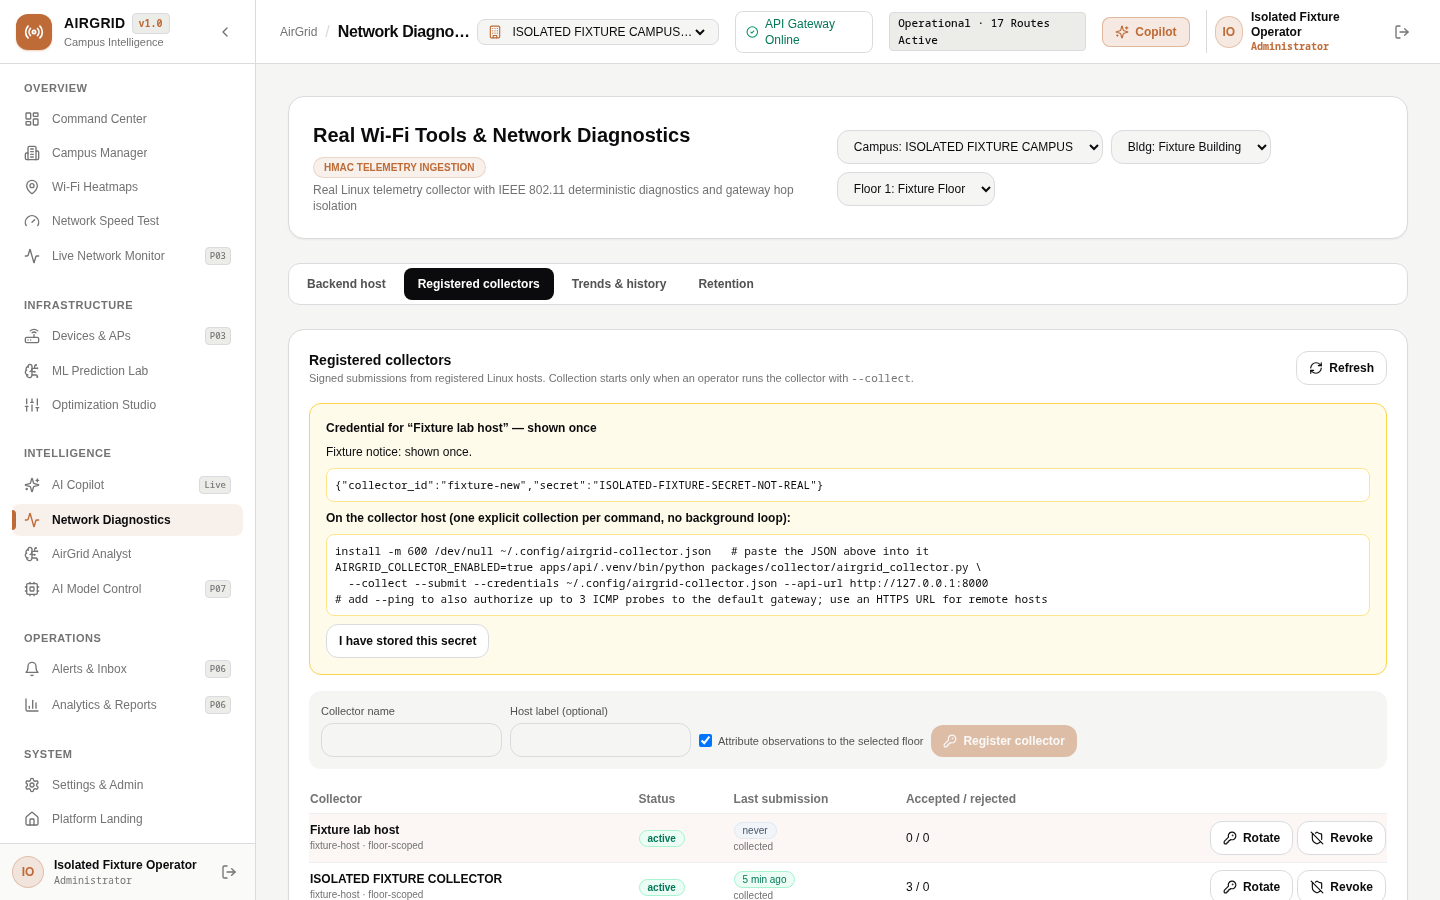 AIRGRID v1.0
Campus Intelligence
OVERVIEW
Command Center
Campus Manager
Wi-Fi Heatmaps
Network Speed Test
Live Network Monitor P03
INFRASTRUCTURE
Devices & APs P03
ML Prediction Lab
Optimization Studio
INTELLIGENCE
AI Copilot Live
Network Diagnostics
AirGrid Analyst
AI Model Control P07
OPERATIONS
Alerts & Inbox P06
Analytics & Reports P06
SYSTEM
Settings & Admin
Platform Landing
IO Isolated Fixture Operator
Administrator
AirGrid / Network Diagno...
ISOLATED FIXTURE CAMPUS...
API Gateway
Online
Operational · 17 Routes
Active
Copilot
IO
Isolated Fixture
Operator
Administrator
Real Wi-Fi Tools & Network Diagnostics
HMAC TELEMETRY INGESTION
Real Linux telemetry collector with IEEE 802.11 deterministic diagnostics and gateway hop
isolation
Campus: ISOLATED FIXTURE CAMPUS
Bldg: Fixture Building
Floor 1: Fixture Floor
Backend host
Registered collectors
Trends & history
Retention
Registered collectors
Signed submissions from registered Linux hosts. Collection starts only when an operator runs the collector with --collect.
Refresh
Credential for “Fixture lab host” — shown once
Fixture notice: shown once.
{"collector_id":"fixture-new","secret":"ISOLATED-FIXTURE-SECRET-NOT-REAL"}
On the collector host (one explicit collection per command, no background loop):
install -m 600 /dev/null ~/.config/airgrid-collector.json   # paste the JSON above into it
AIRGRID_COLLECTOR_ENABLED=true apps/api/.venv/bin/python packages/collector/airgrid_collector.py \
  --collect --submit --credentials ~/.config/airgrid-collector.json --api-url http://127.0.0.1:8000
# add --ping to also authorize up to 3 ICMP probes to the default gateway; use an HTTPS URL for remote hosts
I have stored this secret
Collector name
Host label (optional)
Attribute observations to the selected floor
Register collector
Collector Status Last submission Accepted / rejected
Fixture lab host
fixture-host · floor-scoped
active
never
collected
0 / 0
Rotate
Revoke
ISOLATED FIXTURE COLLECTOR
fixture-host · floor-scoped
active
5 min ago
collected
3 / 0
Rotate
Revoke